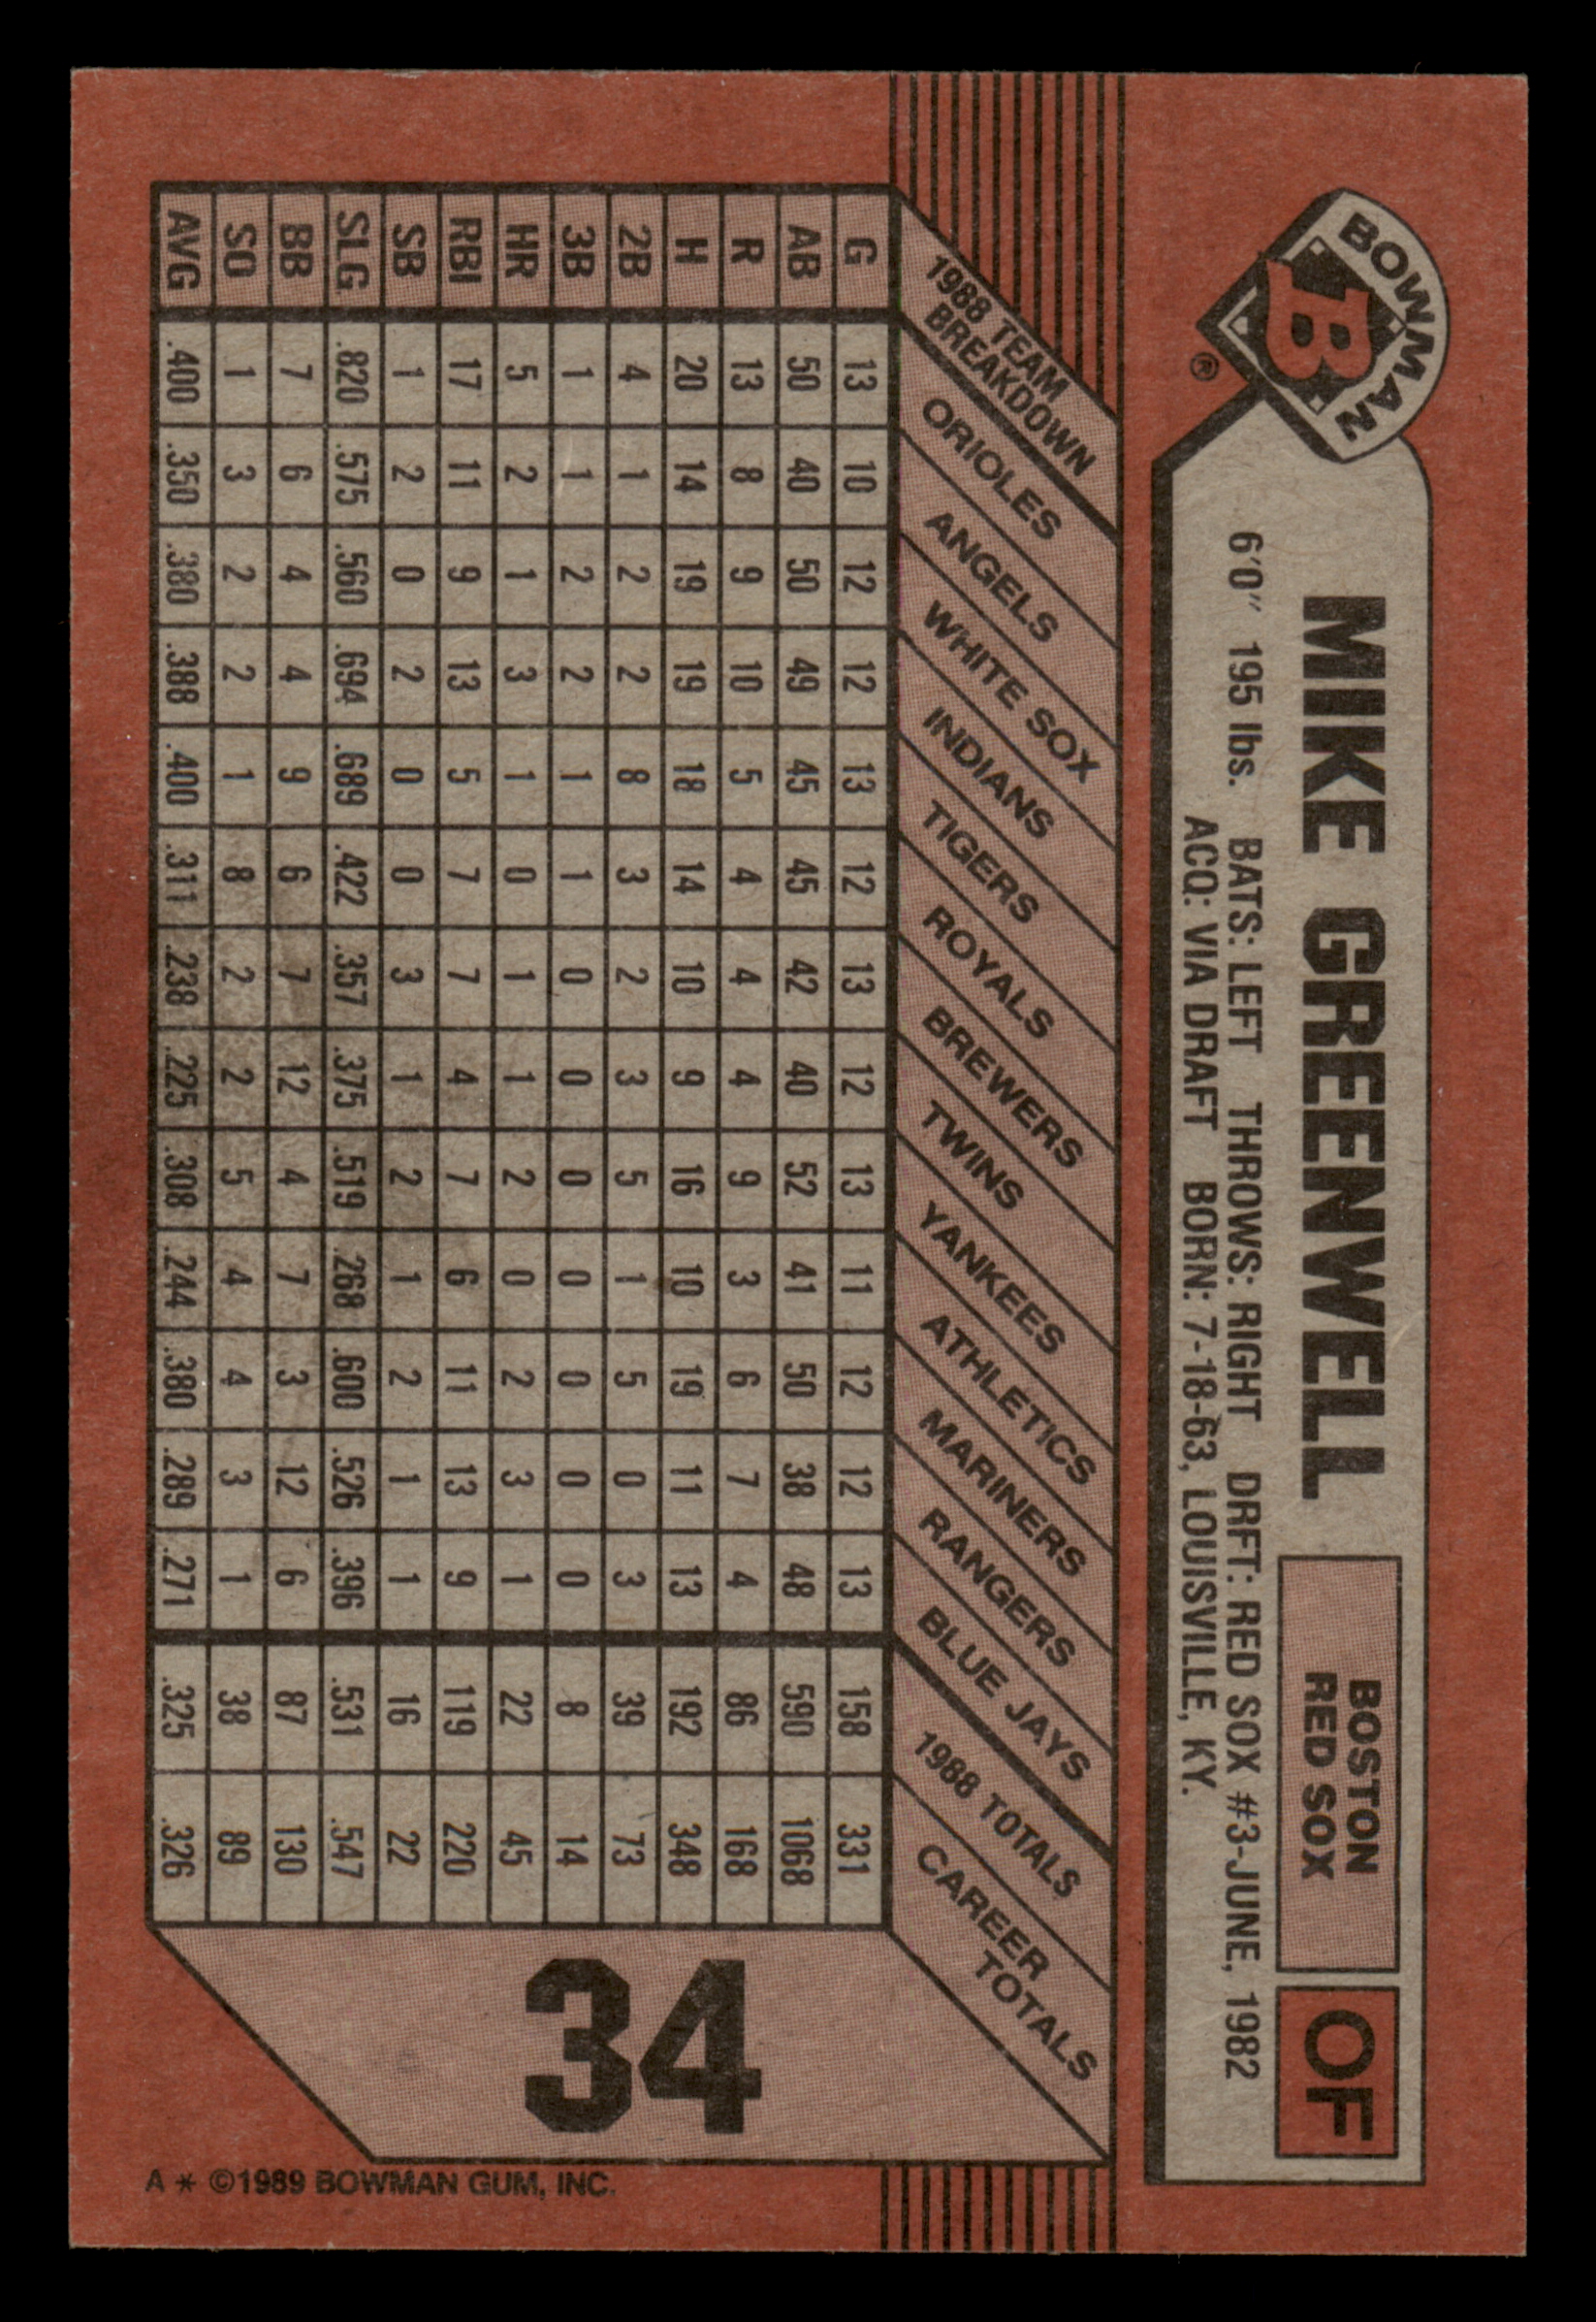 BOWMAN
B
®
MIKE GREENWELL
BOSTON
RED SOX
OF
6'0" 195 lbs. BATS: LEFT THROWS: RIGHT DRFT: RED SOX #3-JUNE, 1982
ACQ: VIA DRAFT BORN: 7-18-63, LOUISVILLE, KY.
1988 TEAM
BREAKDOWN
G AB R H 2B 3B HR RBI SB SLG BB SO AVG
ORIOLES 13 50 13 20 4 1 5 17 1 .820 7 1 .400
ANGELS 10 40 8 14 1 1 2 11 2 .575 6 3 .350
WHITE SOX 12 50 9 19 2 2 1 9 0 .560 4 2 .380
INDIANS 12 49 10 19 2 2 3 13 2 .694 4 2 .388
TIGERS 13 45 5 18 8 1 1 5 0 .689 9 1 .400
ROYALS 12 45 4 14 3 1 0 7 0 .422 6 8 .311
BREWERS 13 42 4 10 2 0 1 7 3 .357 7 2 .238
TWINS 12 40 4 9 3 0 1 4 1 .375 12 2 .225
YANKEES 13 52 9 16 5 0 2 7 2 .519 4 5 .308
ATHLETICS 11 41 3 10 1 0 0 6 1 .268 7 4 .244
MARINERS 12 50 6 19 5 0 2 11 2 .600 3 4 .380
RANGERS 12 38 7 11 0 0 3 13 1 .526 12 3 .289
BLUE JAYS 13 48 4 13 3 0 1 9 1 .396 6 1 .271
1988 TOTALS 158 590 86 192 39 8 22 119 16 .531 87 38 .325
CAREER TOTALS 331 1068 168 348 73 14 45 220 22 .547 130 89 .326
34
A * ©1989 BOWMAN GUM, INC.